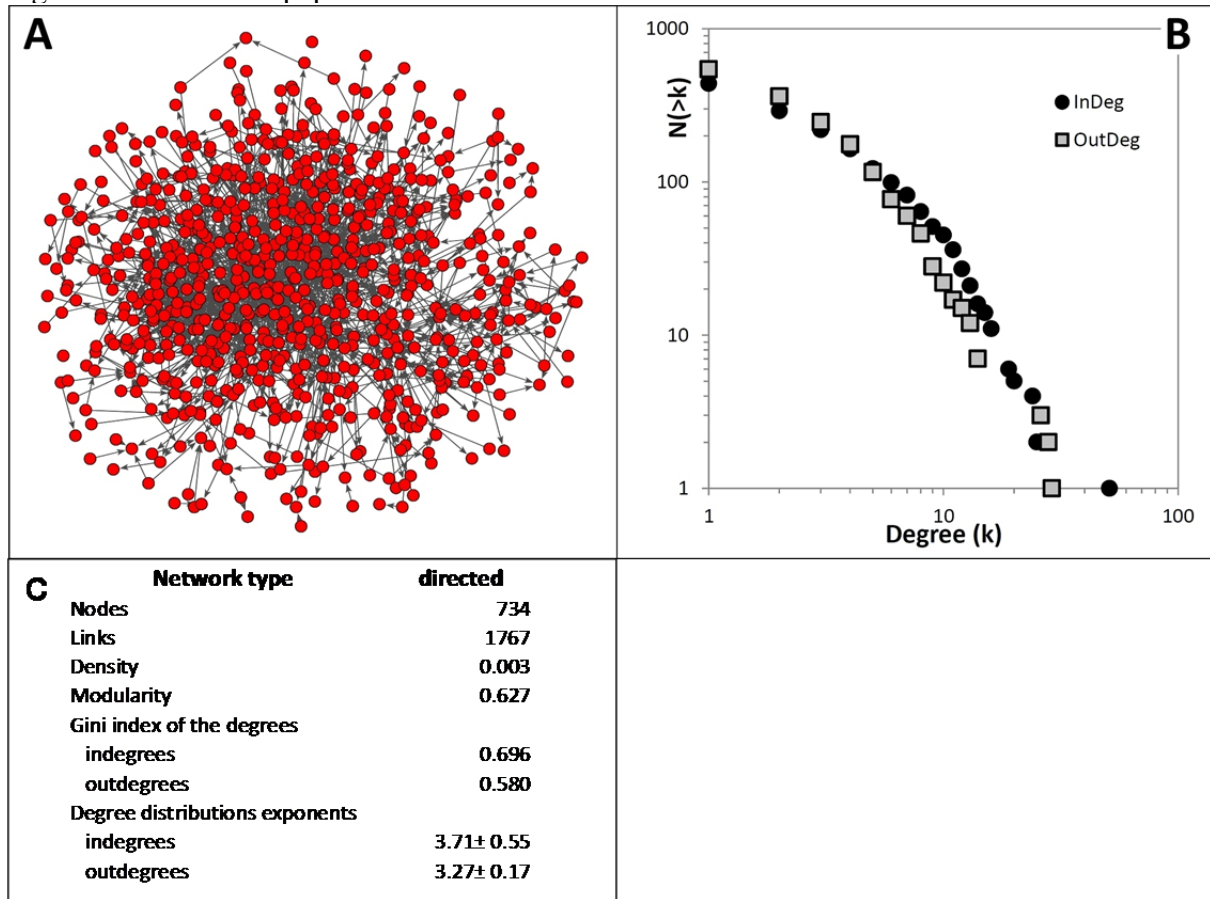 A
B
1000
100
10
1
N(>k)
InDeg
OutDeg
1
10
100
Degree (k)
C
Network type directed
Nodes 734
Links 1767
Density 0.003
Modularity 0.627
Gini index of the degrees
indegrees 0.696
outdegrees 0.580
Degree distributions exponents
indegrees 3.71± 0.55
outdegrees 3.27± 0.17